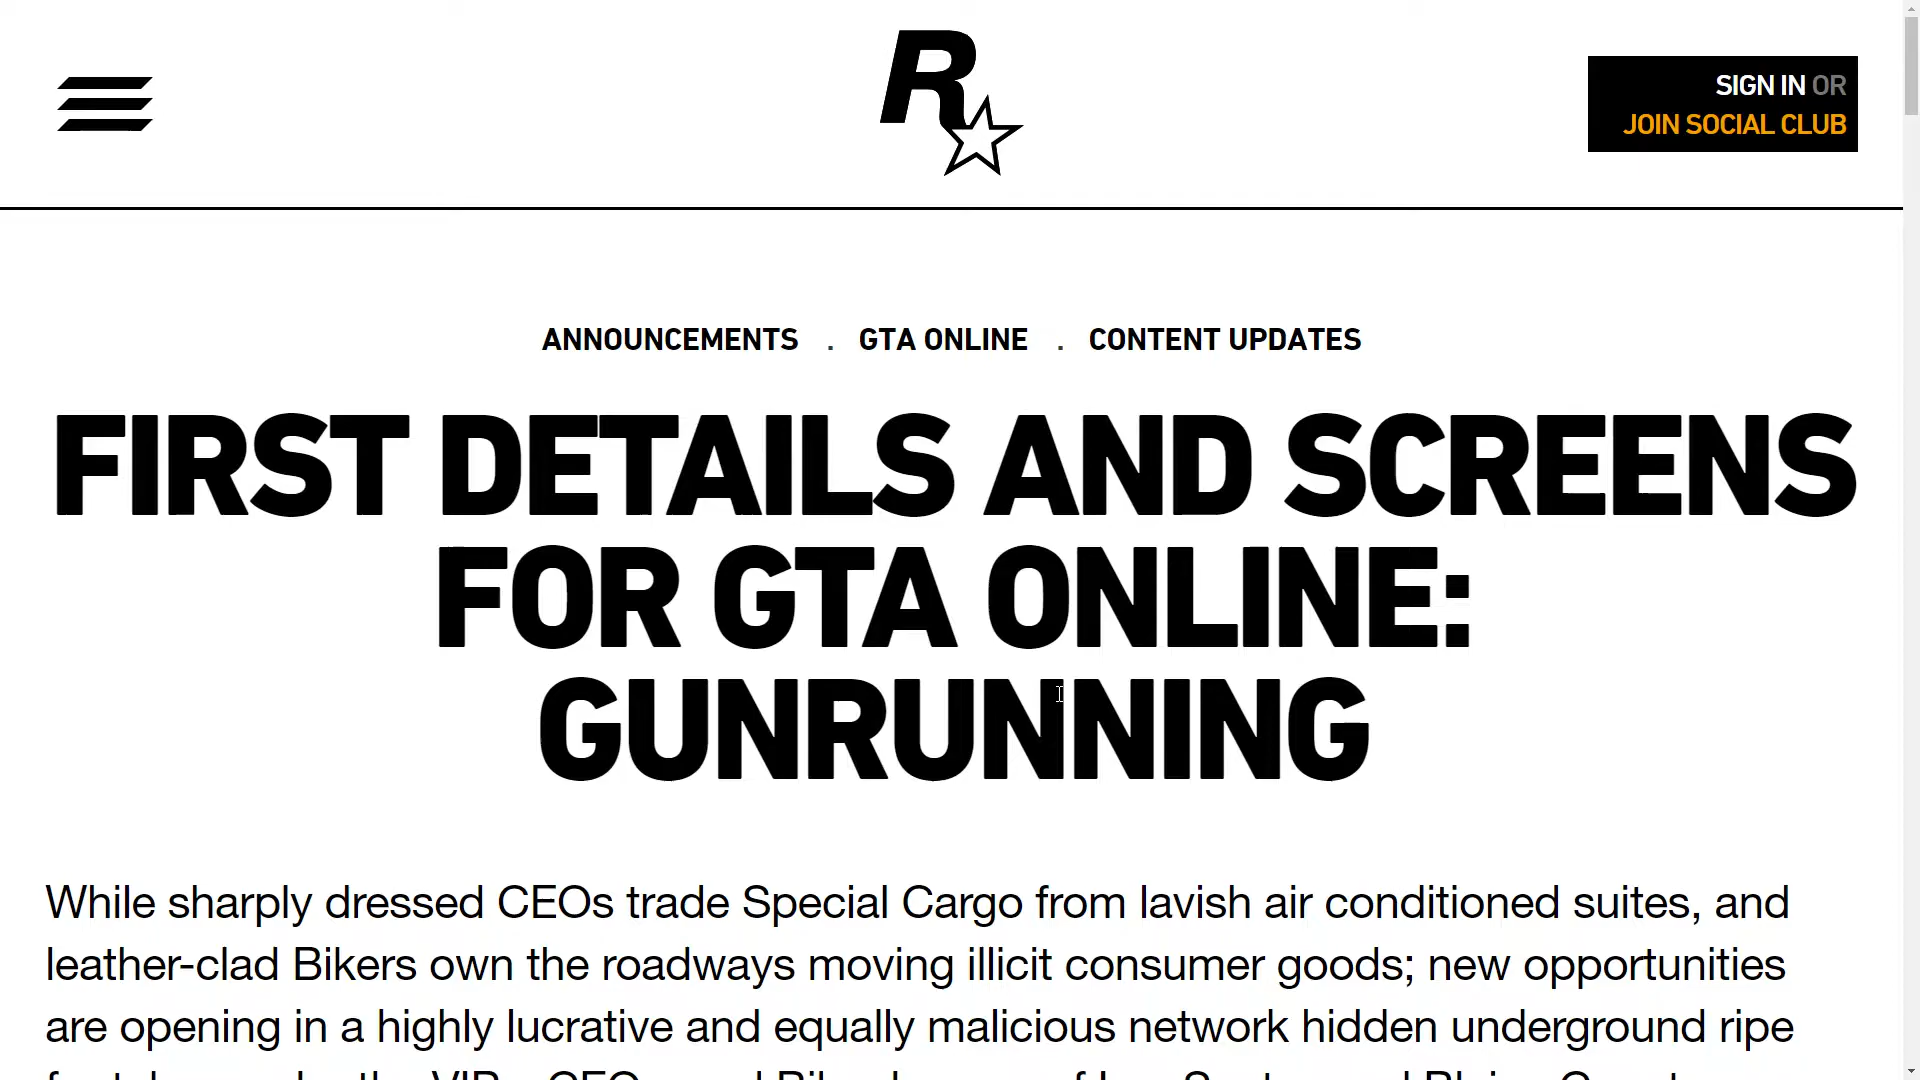 R
SIGN IN OR
JOIN SOCIAL CLUB
ANNOUNCEMENTS . GTA ONLINE . CONTENT UPDATES
FIRST DETAILS AND SCREENS
FOR GTA ONLINE:
GUNRUNNING
While sharply dressed CEOs trade Special Cargo from lavish air conditioned suites, and
leather-clad Bikers own the roadways moving illicit consumer goods; new opportunities
are opening in a highly lucrative and equally malicious network hidden underground ripe